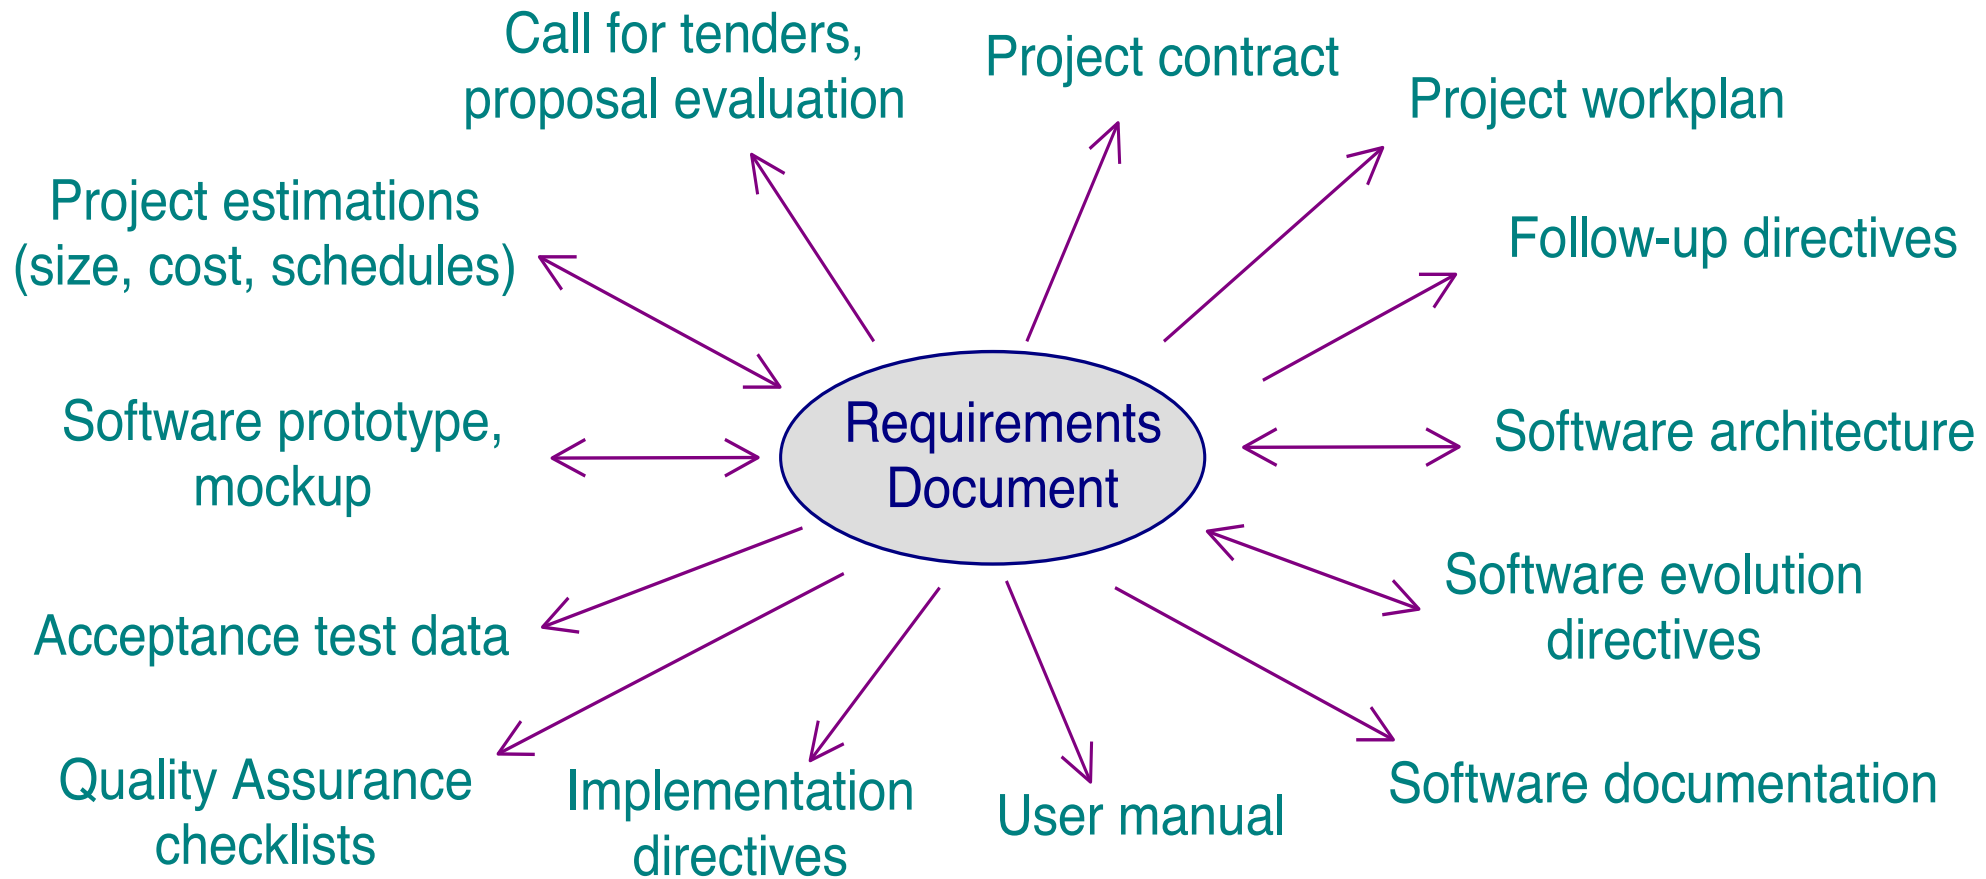 Call for tenders,
proposal evaluation
Project contract
Project workplan
Project estimations
(size, cost, schedules)
Follow-up directives
Software prototype,
mockup
Requirements
Document
Software architecture
Acceptance test data
Software evolution
directives
Quality Assurance
checklists
Implementation
directives
User manual
Software documentation